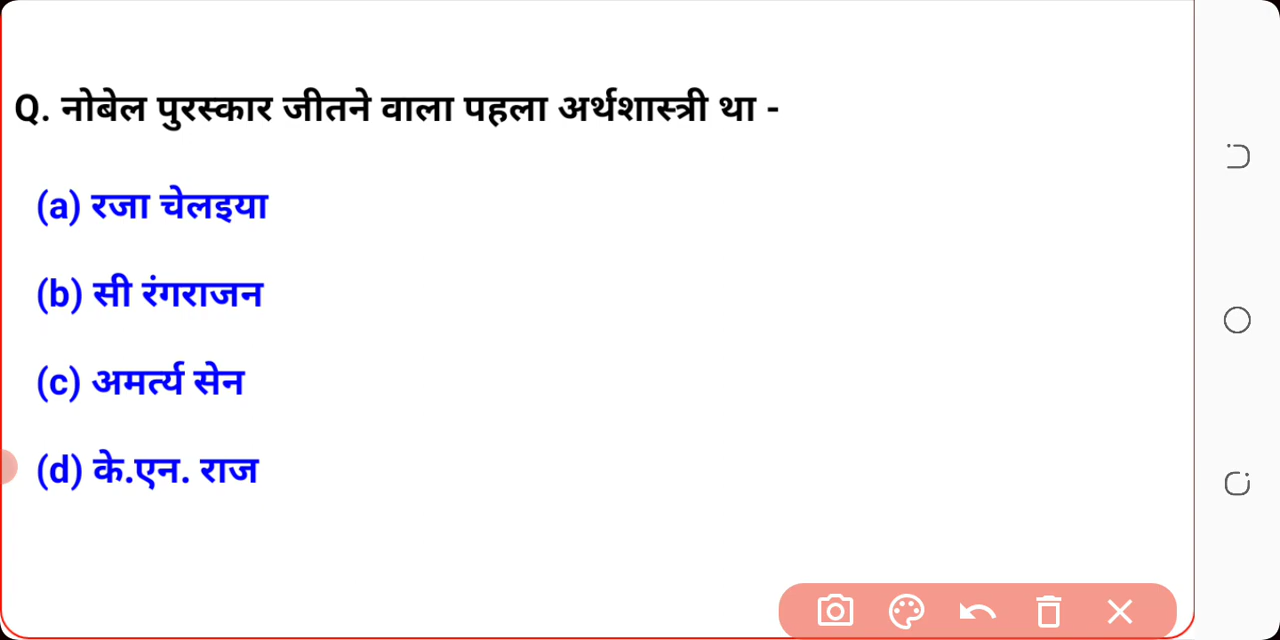 Q. नोबेल पुरस्कार जीतने वाला पहला अर्थशास्त्री था -
(a) रजा चेलइया
(b) सी रंगराजन
(c) अमर्त्य सेन
(d) के.एन. राज